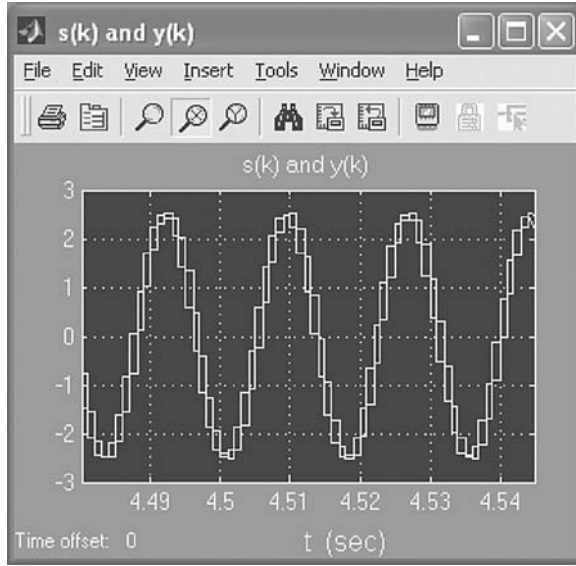 s(k) and y(k)
File Edit View Insert Tools Window Help
s(k) and y(k)
3
2
1
0
-1
-2
-3
4.49 4.5 4.51 4.52 4.53 4.54
Time offset: 0
t (sec)